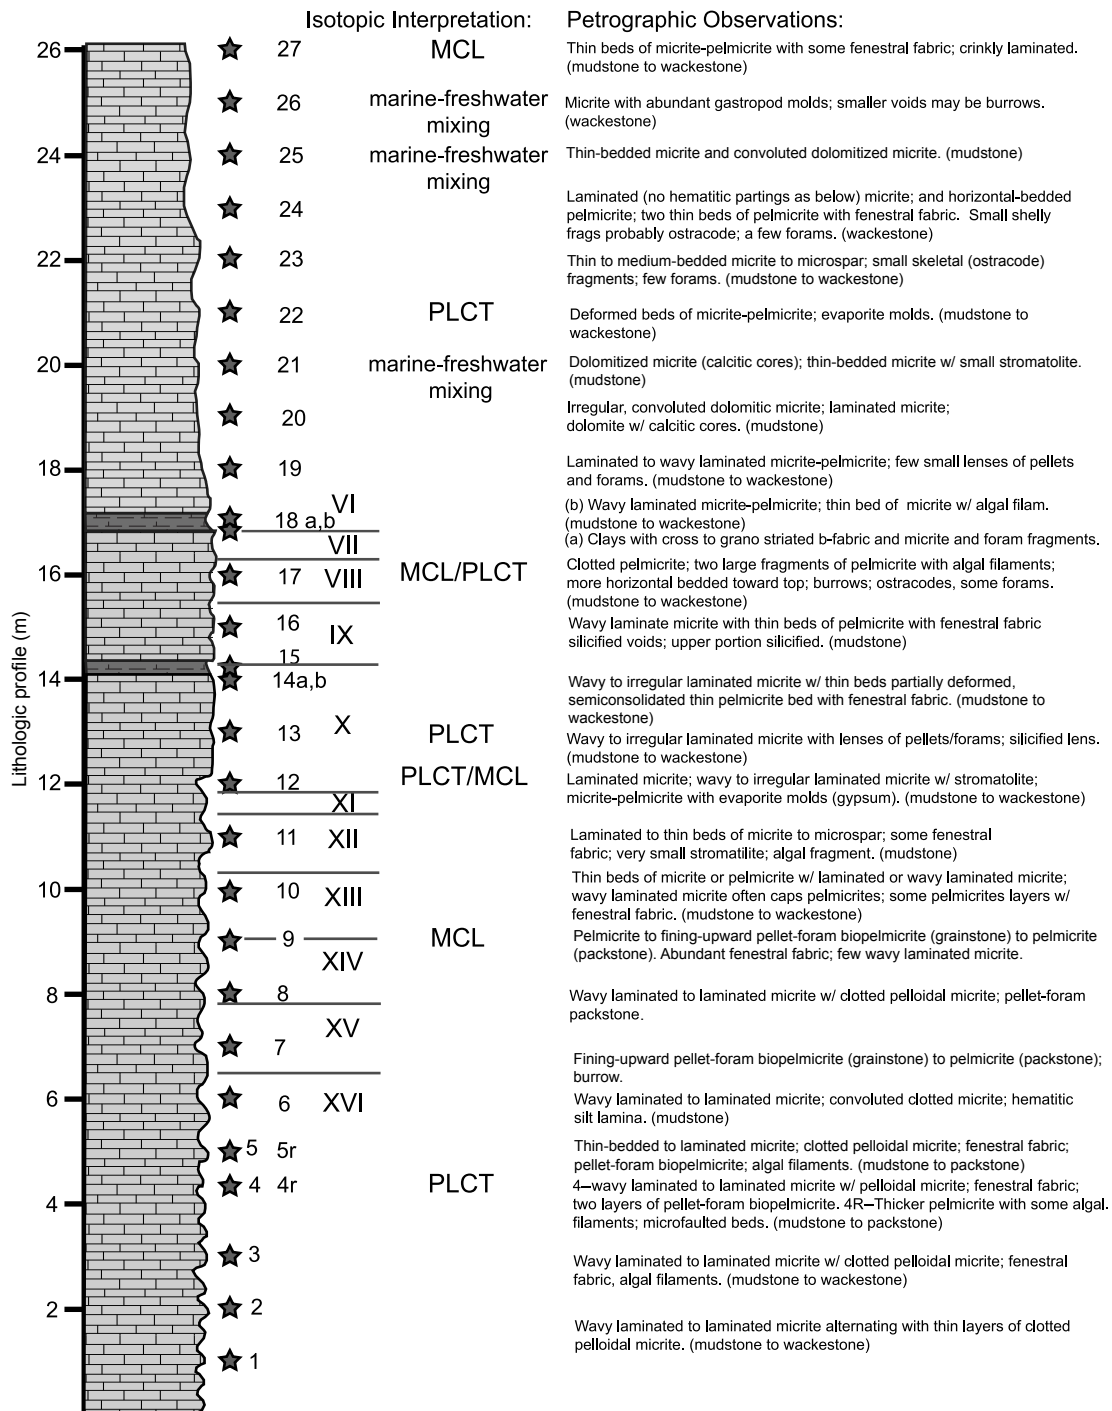 Isotopic Interpretation: Petrographic Observations:
26 27 MCL Thin beds of micrite-pelmicrite with some fenestral fabric; crinkly laminated.
(mudstone to wackestone)
26 marine-freshwater Micrite with abundant gastropod molds; smaller voids may be burrows.
mixing (wackestone)
24 25 marine-freshwater Thin-bedded micrite and convoluted dolomitized micrite. (mudstone)
mixing
Laminated (no hematitic partings as below) micrite; and horizontal-bedded
24 pelmicrite; two thin beds of pelmicrite with fenestral fabric. Small shelly
frags probably ostracode; a few forams. (wackestone)
22 23 Thin to medium-bedded micrite to microspar; small skeletal (ostracode)
fragments; few forams. (mudstone to wackestone)
22 PLCT Deformed beds of micrite-pelmicrite; evaporite molds. (mudstone to
wackestone)
20 21 marine-freshwater Dolomitized micrite (calcitic cores); thin-bedded micrite w/ small stromatolite.
mixing (mudstone)
20 Irregular, convoluted dolomitic micrite; laminated micrite;
dolomite w/ calcitic cores. (mudstone)
18 19 Laminated to wavy laminated micrite-pelmicrite; few small lenses of pellets
and forams. (mudstone to wackestone)
VI (b) Wavy laminated micrite-pelmicrite; thin bed of micrite w/ algal filam.
18 a,b (mudstone to wackestone)
VII (a) Clays with cross to grano striated b-fabric and micrite and foram fragments.
16 17 VIII MCL/PLCT Clotted pelmicrite; two large fragments of pelmicrite with algal filaments;
more horizontal bedded toward top; burrows; ostracodes, some forams.
(mudstone to wackestone)
16 IX Wavy laminate micrite with thin beds of pelmicrite with fenestral fabric
silicified voids; upper portion silicified. (mudstone)
15
14 14a,b Wavy to irregular laminated micrite w/ thin beds partially deformed,
semiconsolidated thin pelmicrite bed with fenestral fabric. (mudstone to
wackestone)
13 X PLCT Wavy to irregular laminated micrite with lenses of pellets/forams; silicified lens.
(mudstone to wackestone)
12 12 PLCT/MCL Laminated micrite; wavy to irregular laminated micrite w/ stromatolite;
XI micrite-pelmicrite with evaporite molds (gypsum). (mudstone to wackestone)
11 XII Laminated to thin beds of micrite to microspar; some fenestral
fabric; very small stromatilite; algal fragment. (mudstone)
10 10 XIII Thin beds of micrite or pelmicrite w/ laminated or wavy laminated micrite;
wavy laminated micrite often caps pelmicrites; some pelmicrites layers w/
fenestral fabric. (mudstone to wackestone)
9 MCL Pelmicrite to fining-upward pellet-foram biopelmicrite (grainstone) to pelmicrite
XIV (packstone). Abundant fenestral fabric; few wavy laminated micrite.
8 8 Wavy laminated to laminated micrite w/ clotted pelloidal micrite; pellet-foram
packstone.
XV
7 Fining-upward pellet-foram biopelmicrite (grainstone) to pelmicrite (packstone);
burrow.
6 6 XVI Wavy laminated to laminated micrite; convoluted clotted micrite; hematitic
silt lamina. (mudstone)
5 5r Thin-bedded to laminated micrite; clotted pelloidal micrite; fenestral fabric;
pellet-foram biopelmicrite; algal filaments. (mudstone to packstone)
4 4 4r PLCT 4–wavy laminated to laminated micrite w/ pelloidal micrite; fenestral fabric;
two layers of pellet-foram biopelmicrite. 4R–Thicker pelmicrite with some algal.
filaments; microfaulted beds. (mudstone to packstone)
3 Wavy laminated to laminated micrite w/ clotted pelloidal micrite; fenestral
fabric, algal filaments. (mudstone to wackestone)
2 2
1 Wavy laminated to laminated micrite alternating with thin layers of clotted
pelloidal micrite. (mudstone to wackestone)
Lithologic profile (m)